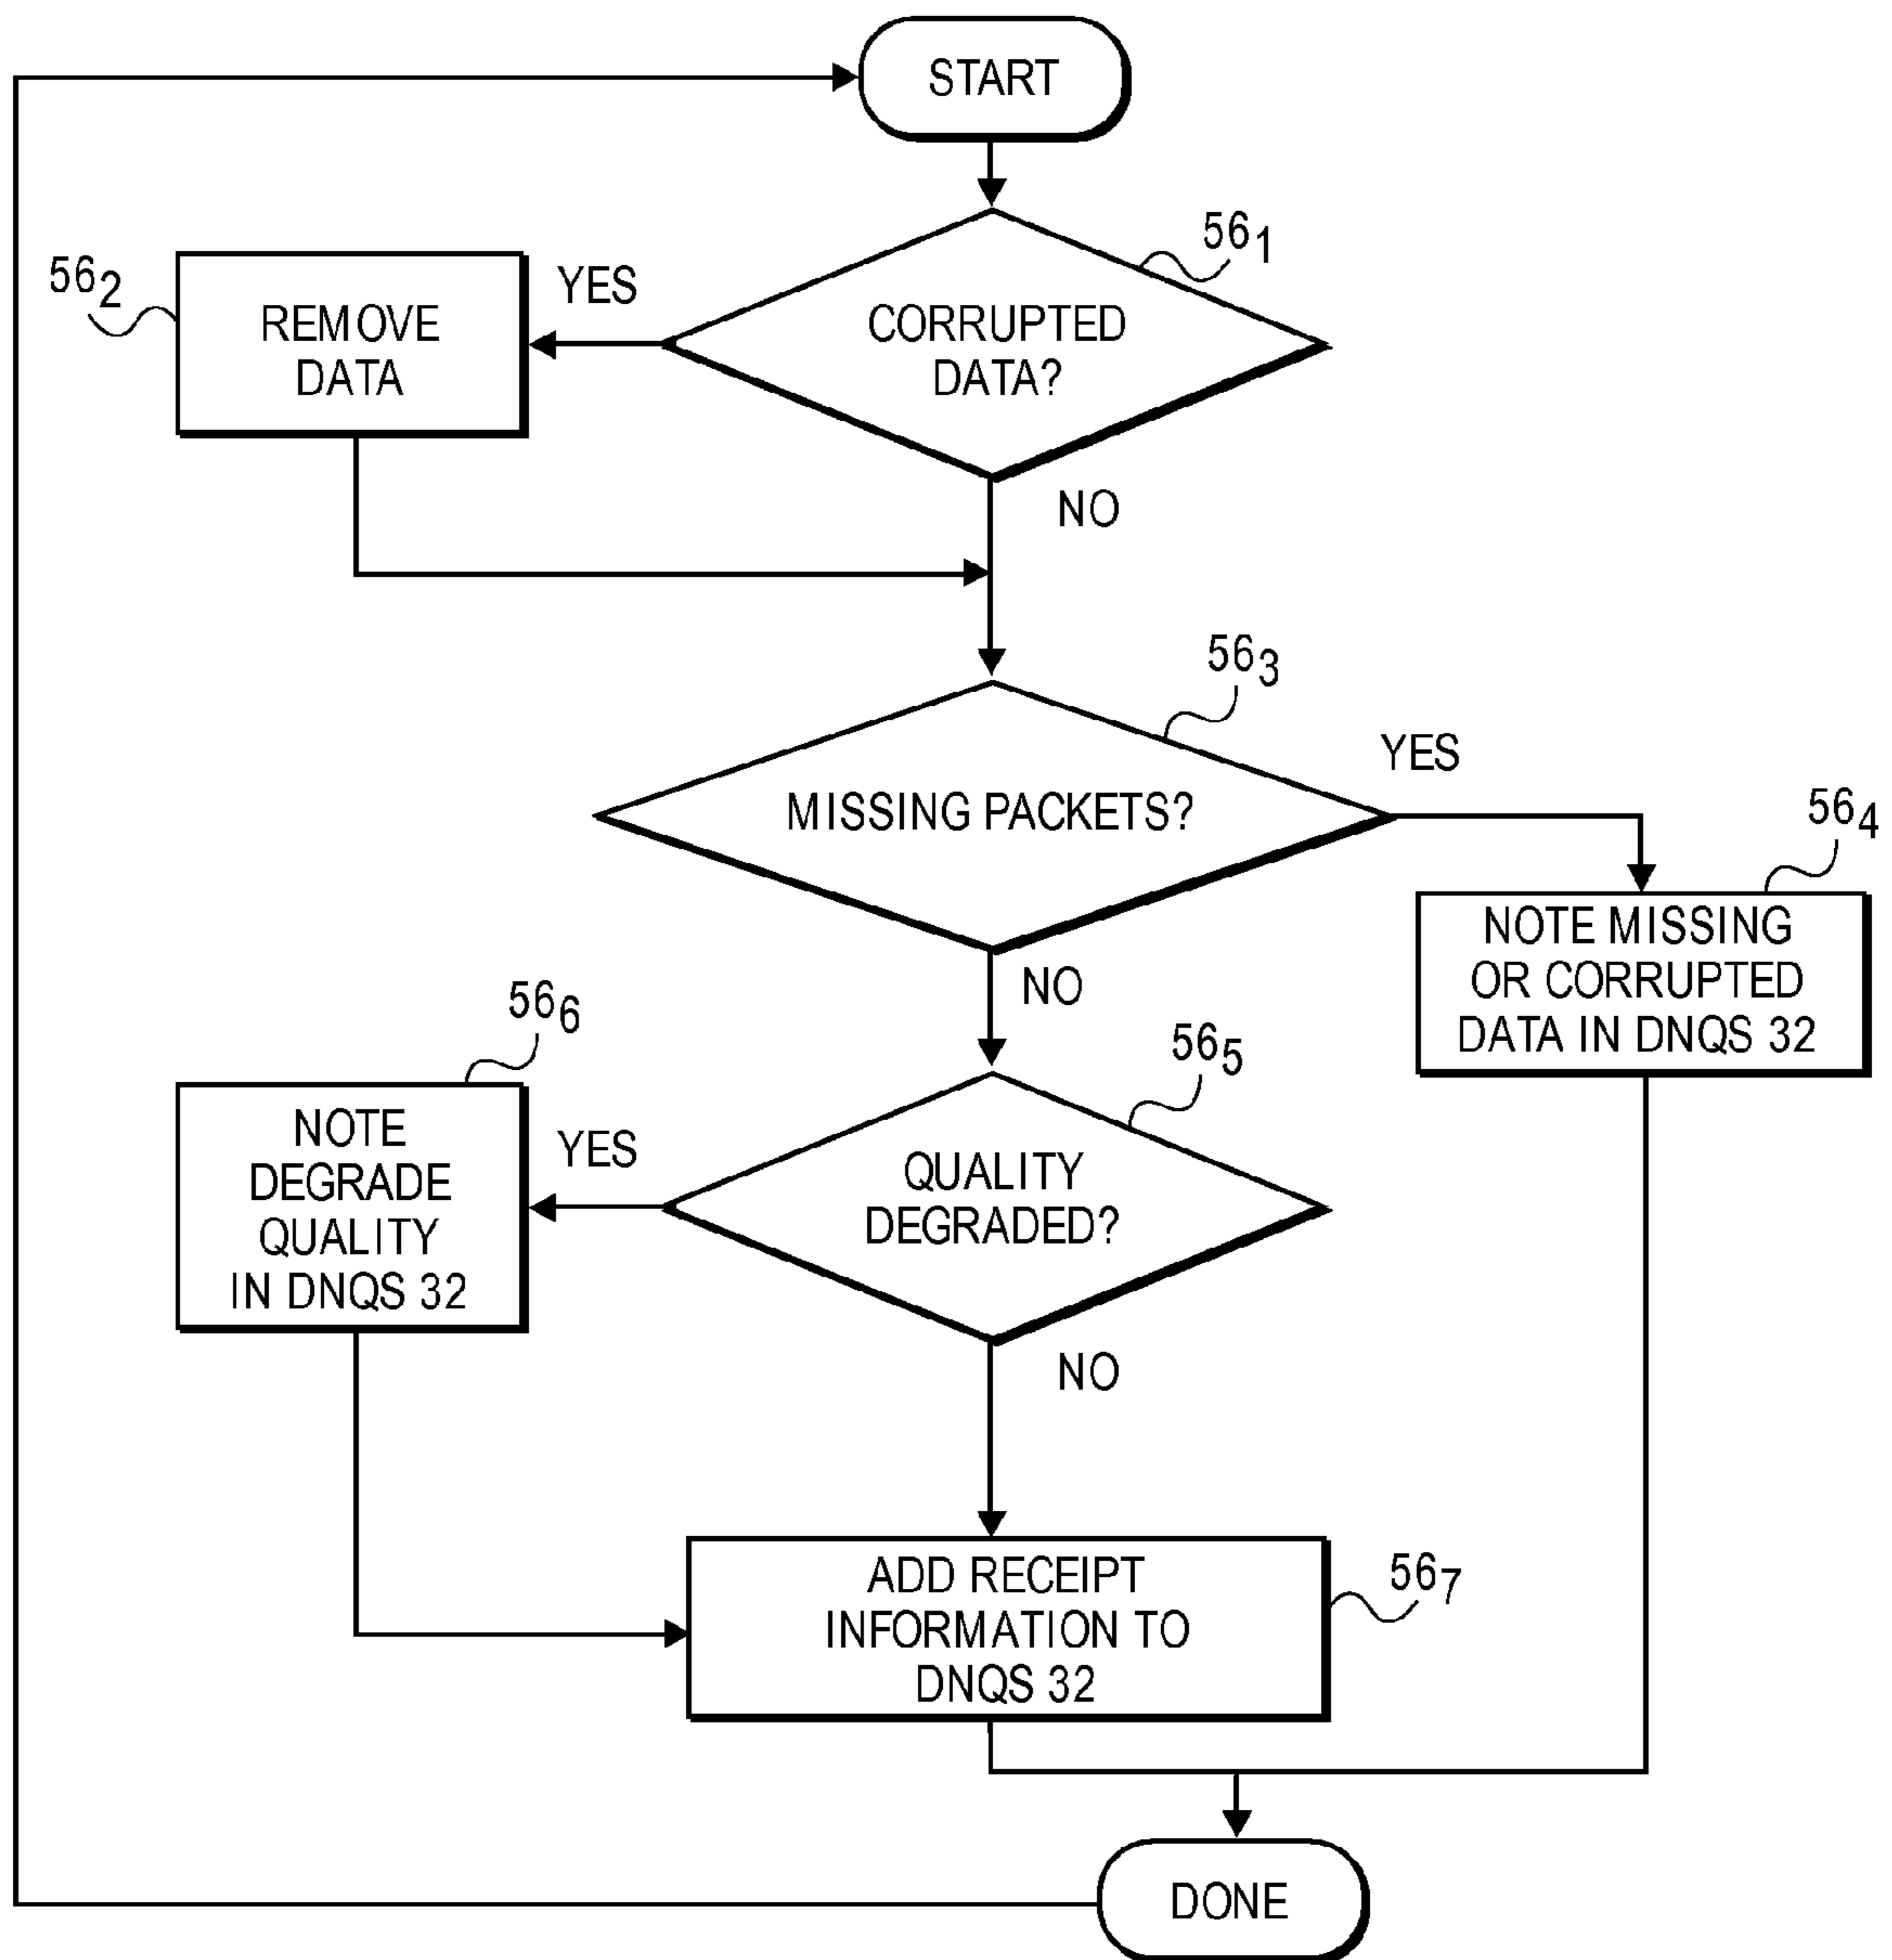 START
56₁
CORRUPTED
DATA?
YES
56₂
REMOVE
DATA
NO
56₃
MISSING PACKETS?
YES
56₄
NOTE MISSING
OR CORRUPTED
DATA IN DNQS 32
NO
56₅
QUALITY
DEGRADED?
YES
56₆
NOTE
DEGRADE
QUALITY
IN DNQS 32
NO
56₇
ADD RECEIPT
INFORMATION TO
DNQS 32
DONE